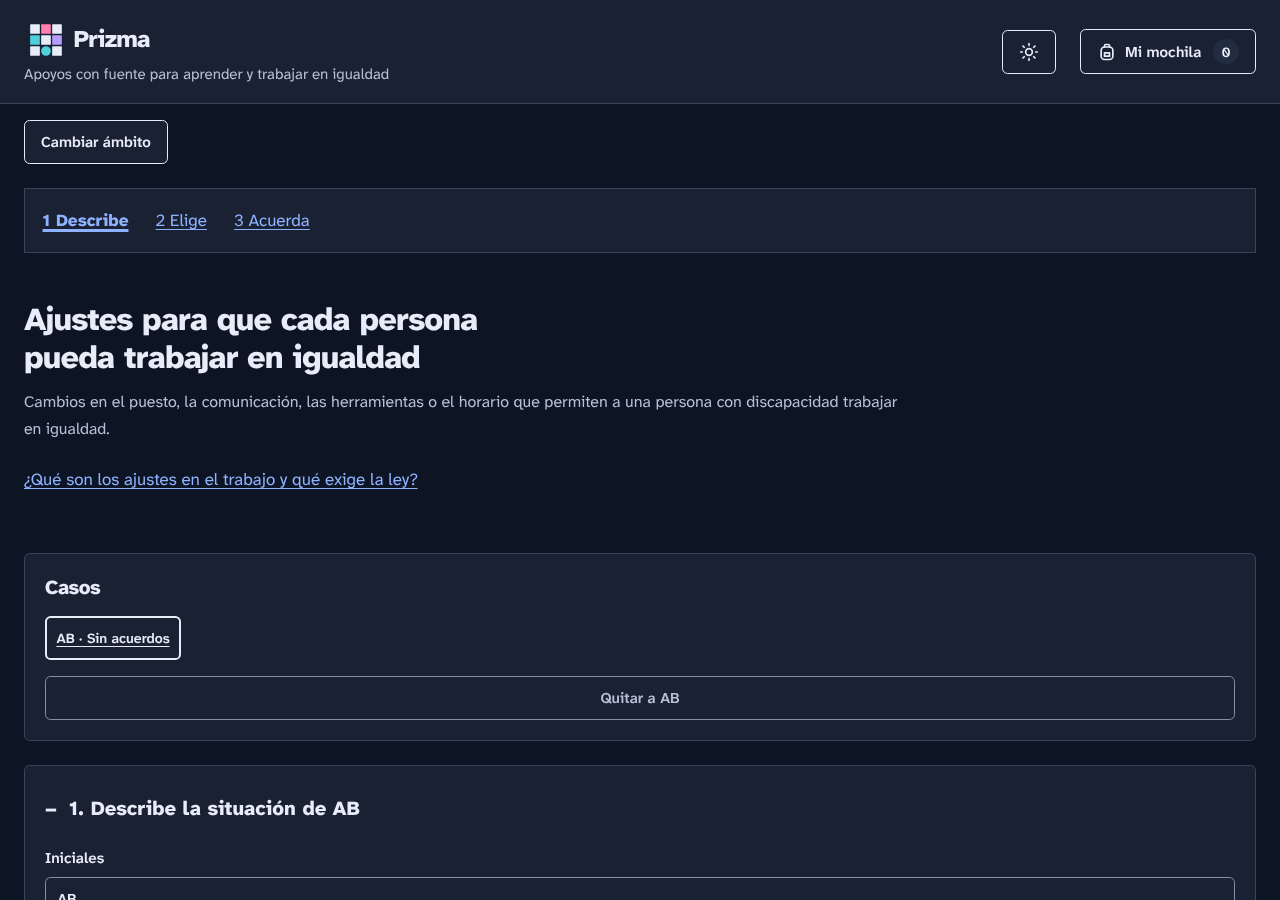 Prizma
Apoyos con fuente para aprender y trabajar en igualdad
Mi mochila 0
Cambiar ámbito
1 Describe 2 Elige 3 Acuerda
Ajustes para que cada persona
pueda trabajar en igualdad
Cambios en el puesto, la comunicación, las herramientas o el horario que permiten a una persona con discapacidad trabajar
en igualdad.
¿Qué son los ajustes en el trabajo y qué exige la ley?
Casos
AB · Sin acuerdos
Quitar a AB
– 1. Describe la situación de AB
Iniciales
AB